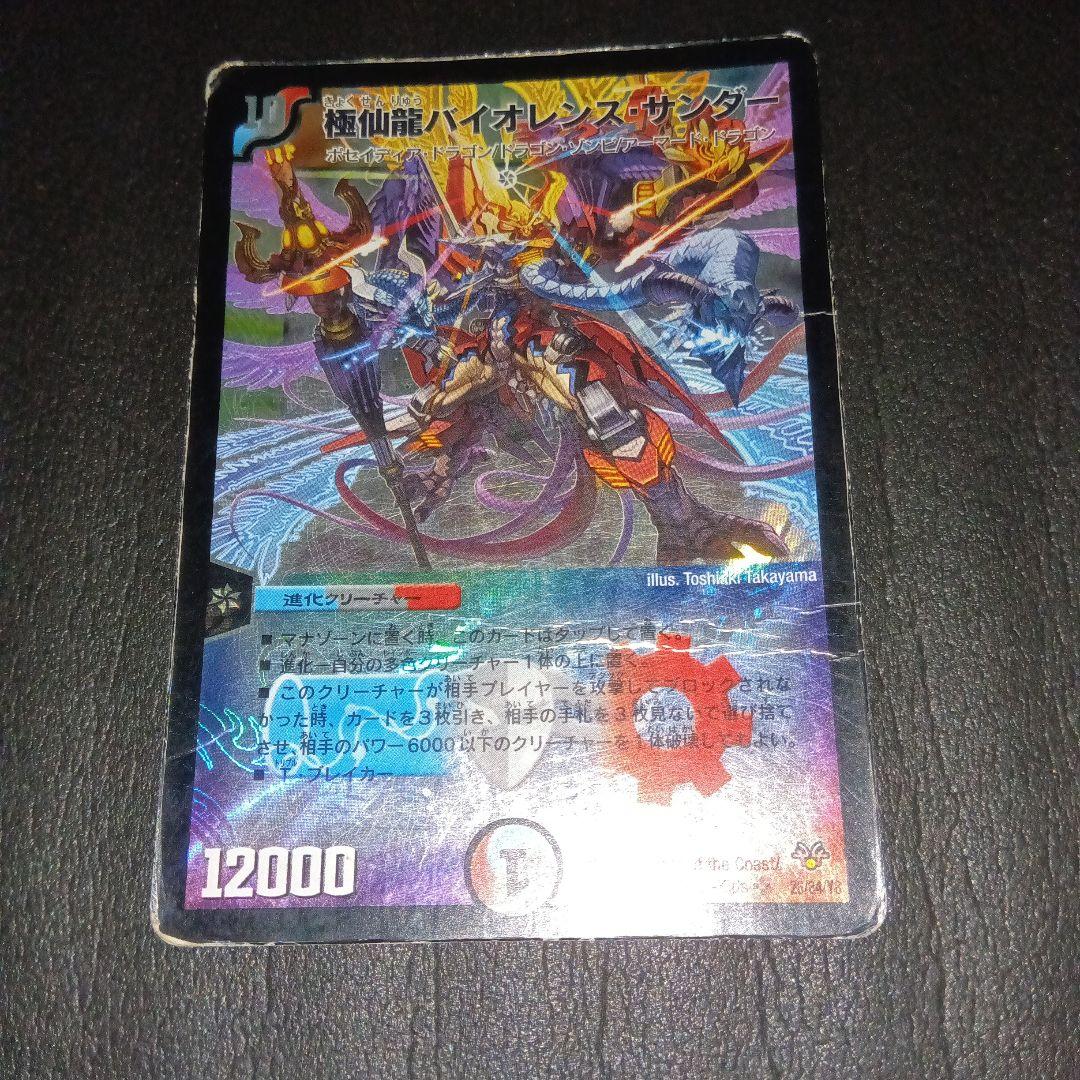 10
きょく せん りゅう
極仙龍バイオレンス・サンダー
ポセイディア・ドラゴン/ドラゴン・ゾンビ/アーマード・ドラゴン
illus. Toshiaki Takayama
進化クリーチャー
■ マナゾーンに置く時、このカードはタップして置く。
■ 進化－自分の多色クリーチャー1体の上に置く。
■ このクリーチャーが相手プレイヤーを攻撃してブロックされな
かった時、カードを3枚引き、相手の手札を3枚見ないで選び捨て
させ、相手のパワー6000以下のクリーチャーを1体破壊してもよい。
トリプル
■ T・ブレイカー
12000
T
the Coast/
26/84/Y8